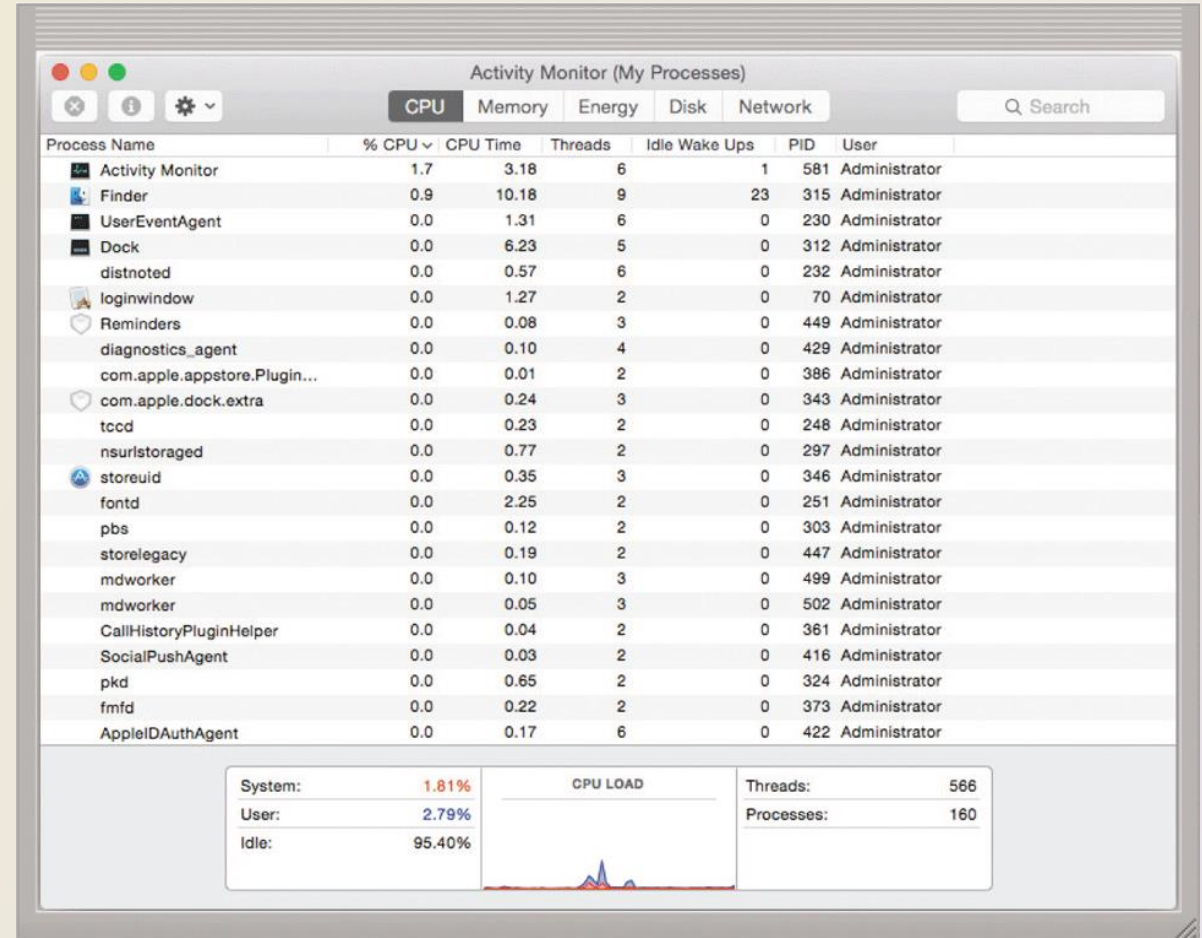 Activity Monitor (My Processes)
CPU Memory Energy Disk Network Search
Process Name % CPU CPU Time Threads Idle Wake Ups PID User
Activity Monitor 1.7 3.18 6 1 581 Administrator
Finder 0.9 10.18 9 23 315 Administrator
UserEventAgent 0.0 1.31 6 0 230 Administrator
Dock 0.0 6.23 5 0 312 Administrator
distnoted 0.0 0.57 6 0 232 Administrator
loginwindow 0.0 1.27 2 0 70 Administrator
Reminders 0.0 0.08 3 0 449 Administrator
diagnostics_agent 0.0 0.10 4 0 429 Administrator
com.apple.appstore.Plugin... 0.0 0.01 2 0 386 Administrator
com.apple.dock.extra 0.0 0.24 3 0 343 Administrator
tccd 0.0 0.23 2 0 248 Administrator
nsurlstoraged 0.0 0.77 2 0 297 Administrator
storeuid 0.0 0.35 3 0 346 Administrator
fontd 0.0 2.25 2 0 251 Administrator
pbs 0.0 0.12 2 0 303 Administrator
storelegacy 0.0 0.19 2 0 447 Administrator
mdworker 0.0 0.10 3 0 499 Administrator
mdworker 0.0 0.05 3 0 502 Administrator
CallHistoryPluginHelper 0.0 0.04 2 0 361 Administrator
SocialPushAgent 0.0 0.03 2 0 416 Administrator
pkd 0.0 0.65 2 0 324 Administrator
fmfd 0.0 0.22 2 0 373 Administrator
AppleIDAuthAgent 0.0 0.17 6 0 422 Administrator
System: 1.81% CPU LOAD Threads: 566
User: 2.79% Processes: 160
Idle: 95.40%